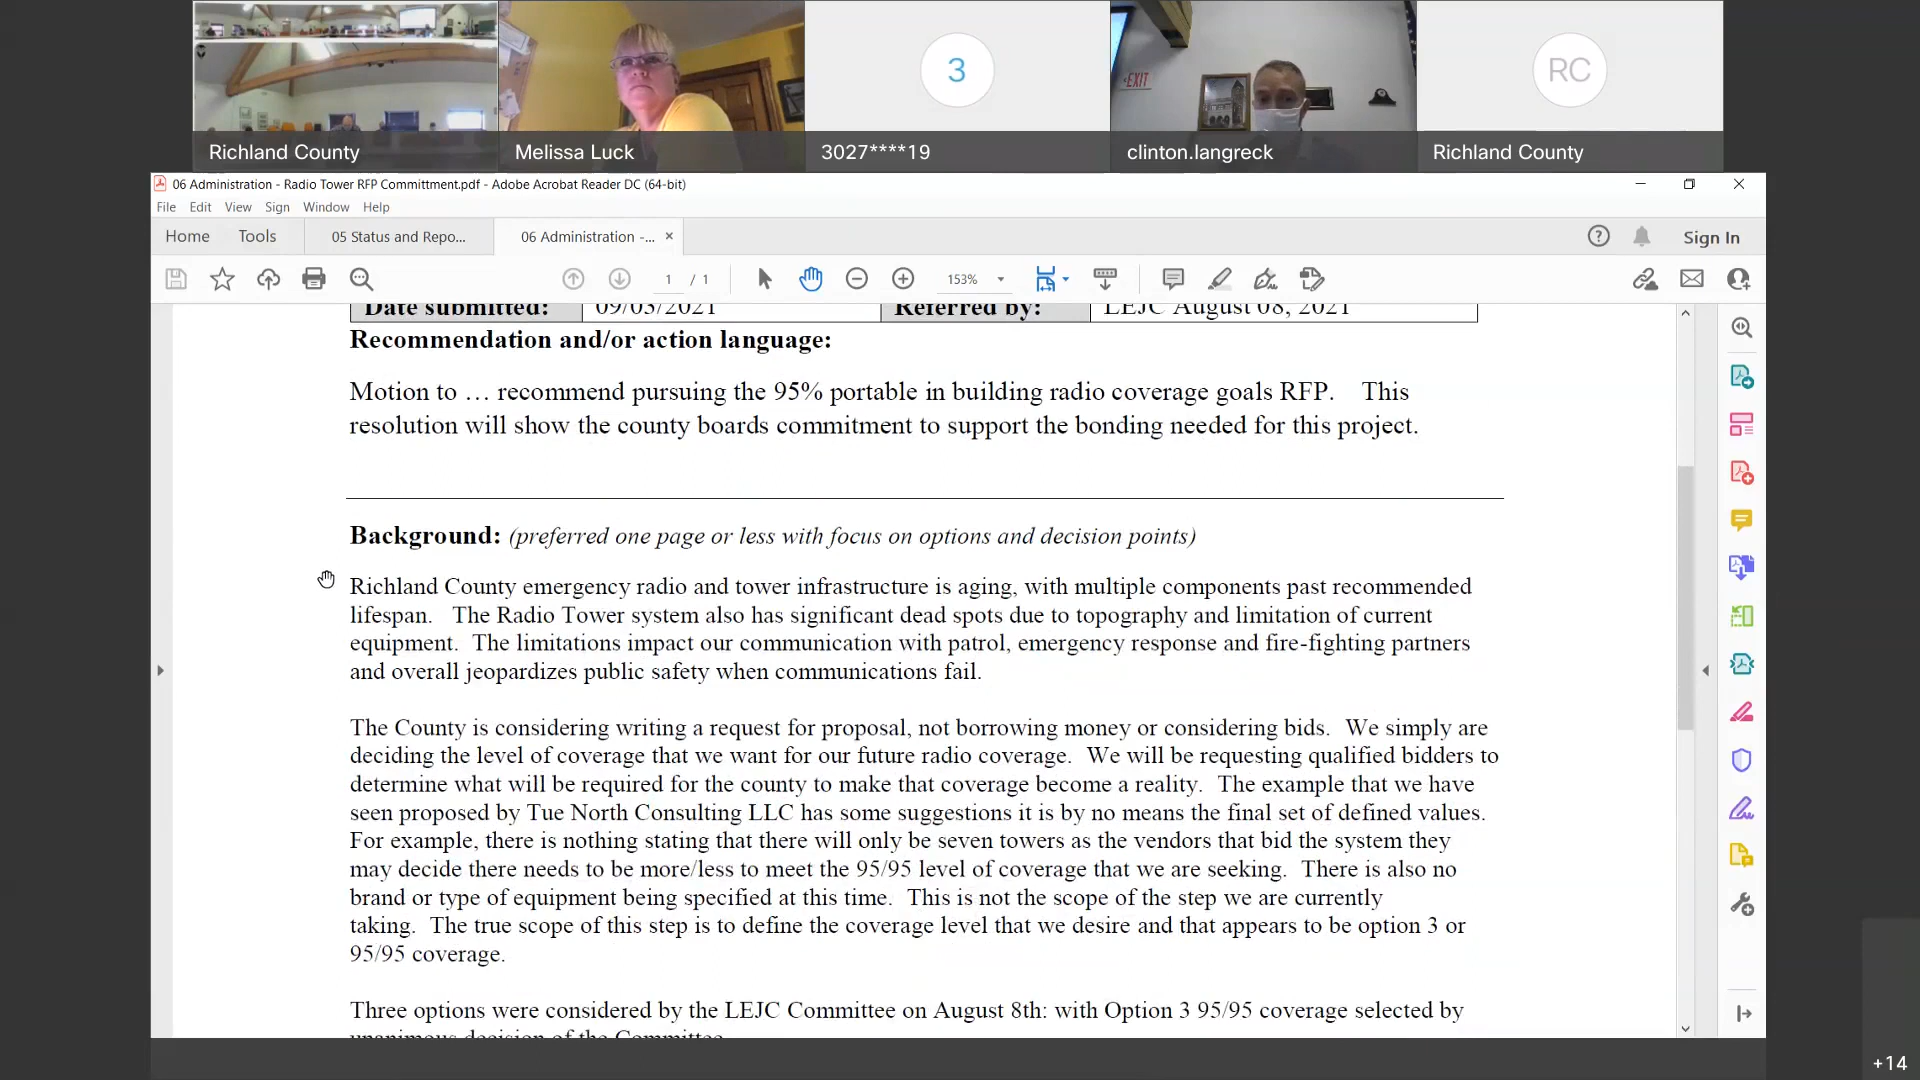 EXIT
3
RC
Richland County
Melissa Luck
3027****19
clinton.langreck
Richland County
06 Administration - Radio Tower RFP Committment.pdf - Adobe Acrobat Reader DC (64-bit)
File Edit View Sign Window Help
Home Tools 05 Status and Repo... 06 Administration -... ×
Sign In
1 / 1 153%
Date submitted: 09/03/2021 Referred by: LEJC August 08, 2021
Recommendation and/or action language:
Motion to … recommend pursuing the 95% portable in building radio coverage goals RFP. This
resolution will show the county boards commitment to support the bonding needed for this project.
Background: (preferred one page or less with focus on options and decision points)
Richland County emergency radio and tower infrastructure is aging, with multiple components past recommended
lifespan. The Radio Tower system also has significant dead spots due to topography and limitation of current
equipment. The limitations impact our communication with patrol, emergency response and fire-fighting partners
and overall jeopardizes public safety when communications fail.
The County is considering writing a request for proposal, not borrowing money or considering bids. We simply are
deciding the level of coverage that we want for our future radio coverage. We will be requesting qualified bidders to
determine what will be required for the county to make that coverage become a reality. The example that we have
seen proposed by Tue North Consulting LLC has some suggestions it is by no means the final set of defined values.
For example, there is nothing stating that there will only be seven towers as the vendors that bid the system they
may decide there needs to be more/less to meet the 95/95 level of coverage that we are seeking. There is also no
brand or type of equipment being specified at this time. This is not the scope of the step we are currently
taking. The true scope of this step is to define the coverage level that we desire and that appears to be option 3 or
95/95 coverage.
Three options were considered by the LEJC Committee on August 8th: with Option 3 95/95 coverage selected by
unanimous decision of the Committee
+14